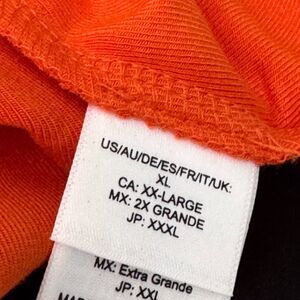 US/AU/DE/ES/FR/IT/UK:
XL
CA: XX-LARGE
MX: 2X GRANDE
JP: XXXL
MX: Extra Grande
JP: XXL